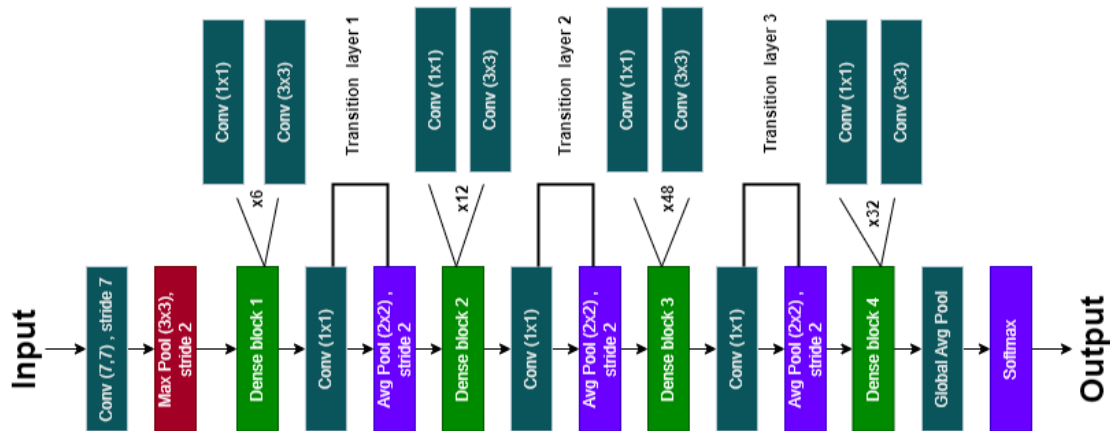 Input
Conv (7,7) , stride 7
Max Pool (3x3),
stride 2
Dense block 1
x6
Conv (1x1)
Conv (3x3)
Conv (1x1)
Avg Pool (2x2) ,
stride 2
Transition layer 1
Dense block 2
x12
Conv (1x1)
Conv (3x3)
Conv (1x1)
Avg Pool (2x2) ,
stride 2
Transition layer 2
Dense block 3
x48
Conv (1x1)
Conv (3x3)
Conv (1x1)
Avg Pool (2x2) ,
stride 2
Transition layer 3
Dense block 4
x32
Conv (1x1)
Conv (3x3)
Global Avg Pool
Softmax
Output